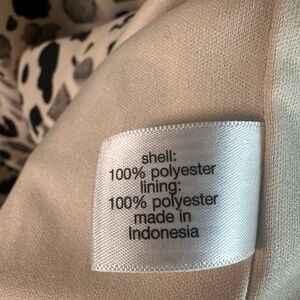 shell:
100% polyester
lining:
100% polyester
made in
Indonesia